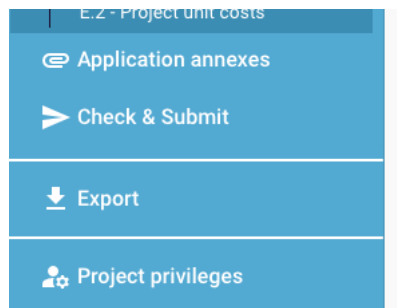 E.2 - Project unit costs
Application annexes
Check & Submit
Export
Project privileges